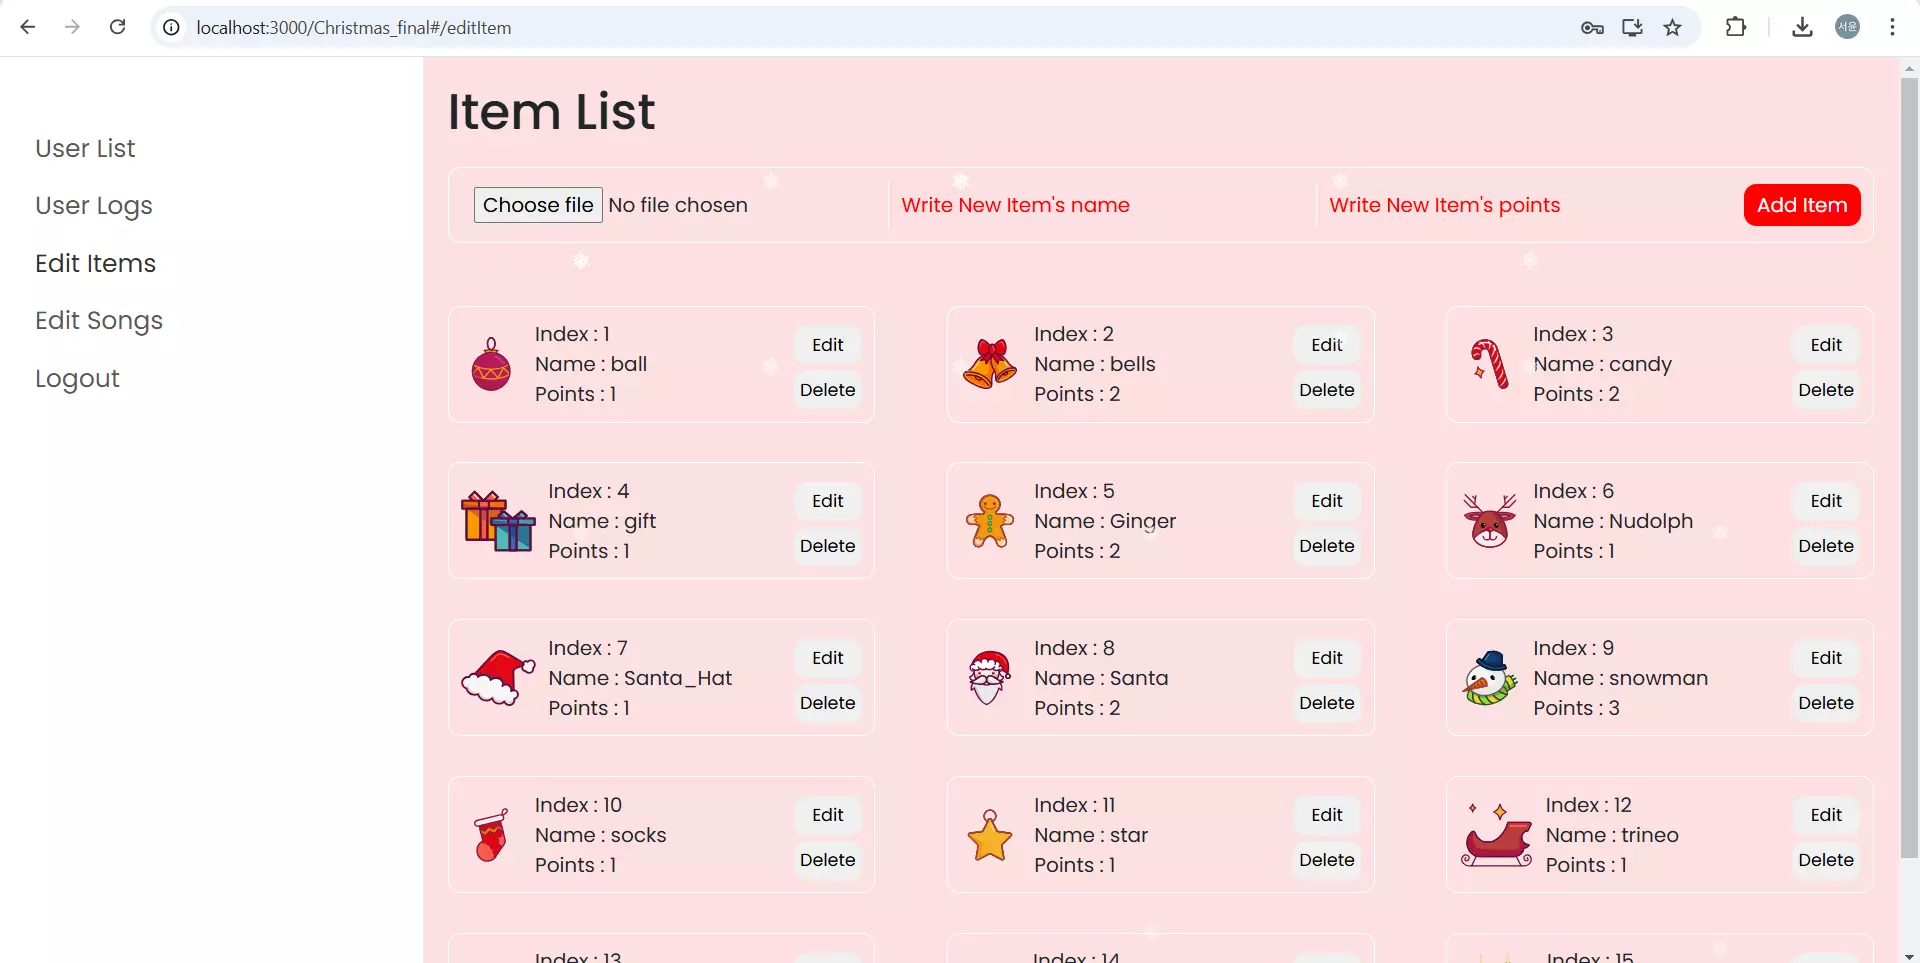 localhost:3000/Christmas_final#/editItem
서윤
User List
User Logs
Edit Items
Edit Songs
Logout
Item List
Choose file No file chosen
Write New Item's name
Write New Item's points
Add Item
Index : 1
Name : ball
Points : 1
Edit
Delete
Index : 2
Name : bells
Points : 2
Edit
Delete
Index : 3
Name : candy
Points : 2
Edit
Delete
Index : 4
Name : gift
Points : 1
Edit
Delete
Index : 5
Name : Ginger
Points : 2
Edit
Delete
Index : 6
Name : Nudolph
Points : 1
Edit
Delete
Index : 7
Name : Santa_Hat
Points : 1
Edit
Delete
Index : 8
Name : Santa
Points : 2
Edit
Delete
Index : 9
Name : snowman
Points : 3
Edit
Delete
Index : 10
Name : socks
Points : 1
Edit
Delete
Index : 11
Name : star
Points : 1
Edit
Delete
Index : 12
Name : trineo
Points : 1
Edit
Delete
Index : 13
Index : 14
Index : 15